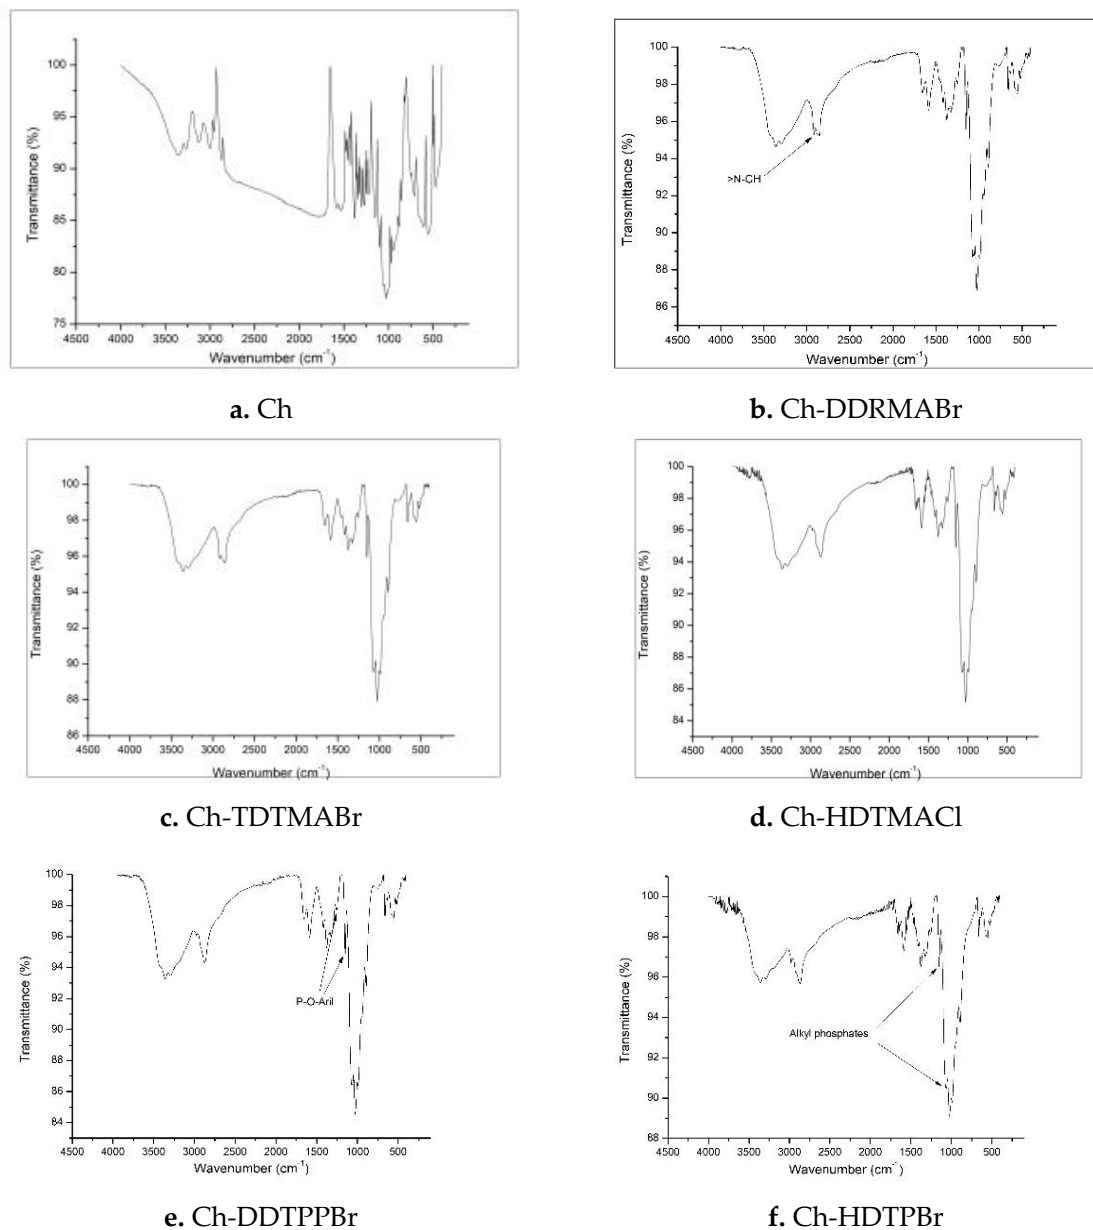 100
95
90
85
80
75
Transmittance (%)
4500 4000 3500 3000 2500 2000 1500 1000 500
Wavenumber (cm⁻¹)
a. Ch
100
98
96
94
92
90
88
86
Transmittance (%)
>N-CH
4500 4000 3500 3000 2500 2000 1500 1000 500
Wavenumber (cm⁻¹)
b. Ch-DDRMABr
100
98
96
94
92
90
88
86
Transmittance (%)
4500 4000 3500 3000 2500 2000 1500 1000 500
Wavenumber (cm⁻¹)
c. Ch-TDTMABr
100
98
96
94
92
90
88
86
84
Transmittance (%)
4500 4000 3500 3000 2500 2000 1500 1000 500
Wavenumber (cm⁻¹)
d. Ch-HDTMACl
100
98
96
94
92
90
88
86
84
Transmittance (%)
P-O-Aril
4500 4000 3500 3000 2500 2000 1500 1000 500
Wavenumber (cm⁻¹)
e. Ch-DDTPPBr
100
98
96
94
92
90
88
Transmittance (%)
Alkyl phosphates
4500 4000 3500 3000 2500 2000 1500 1000 500
Wavenumber (cm⁻¹)
f. Ch-HDTPBr